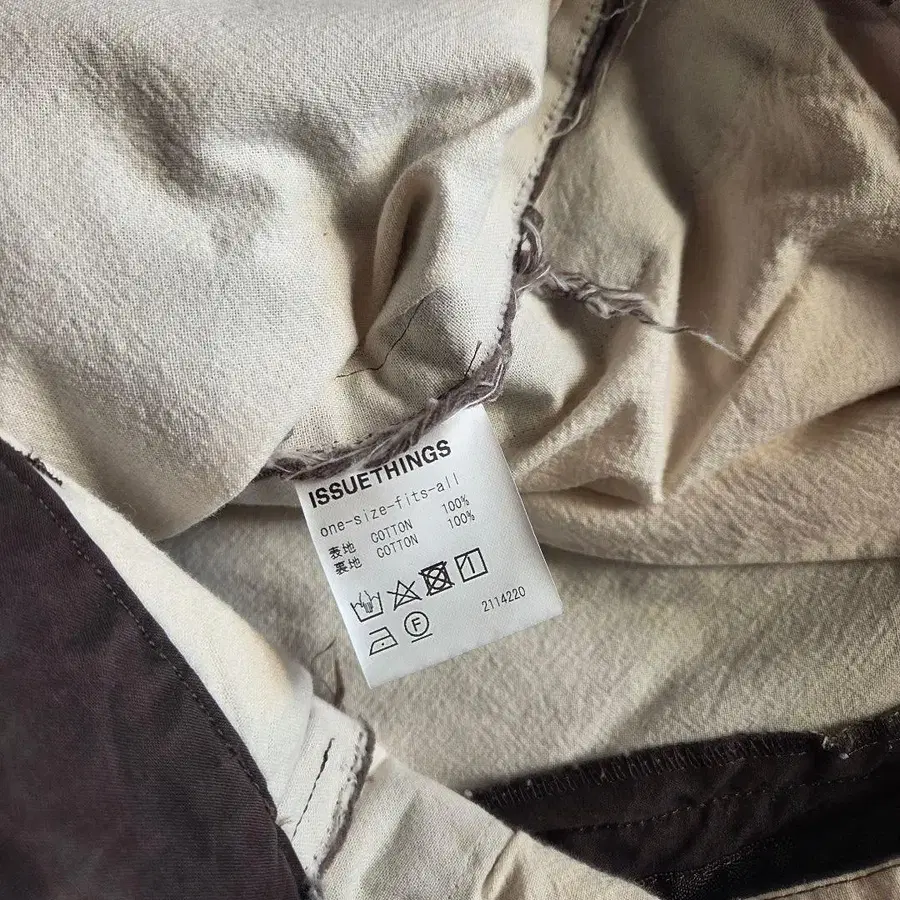 ISSUETHINGS
one-size-fits-all
表地 COTTON 100%
裏地 COTTON 100%
F
2114220